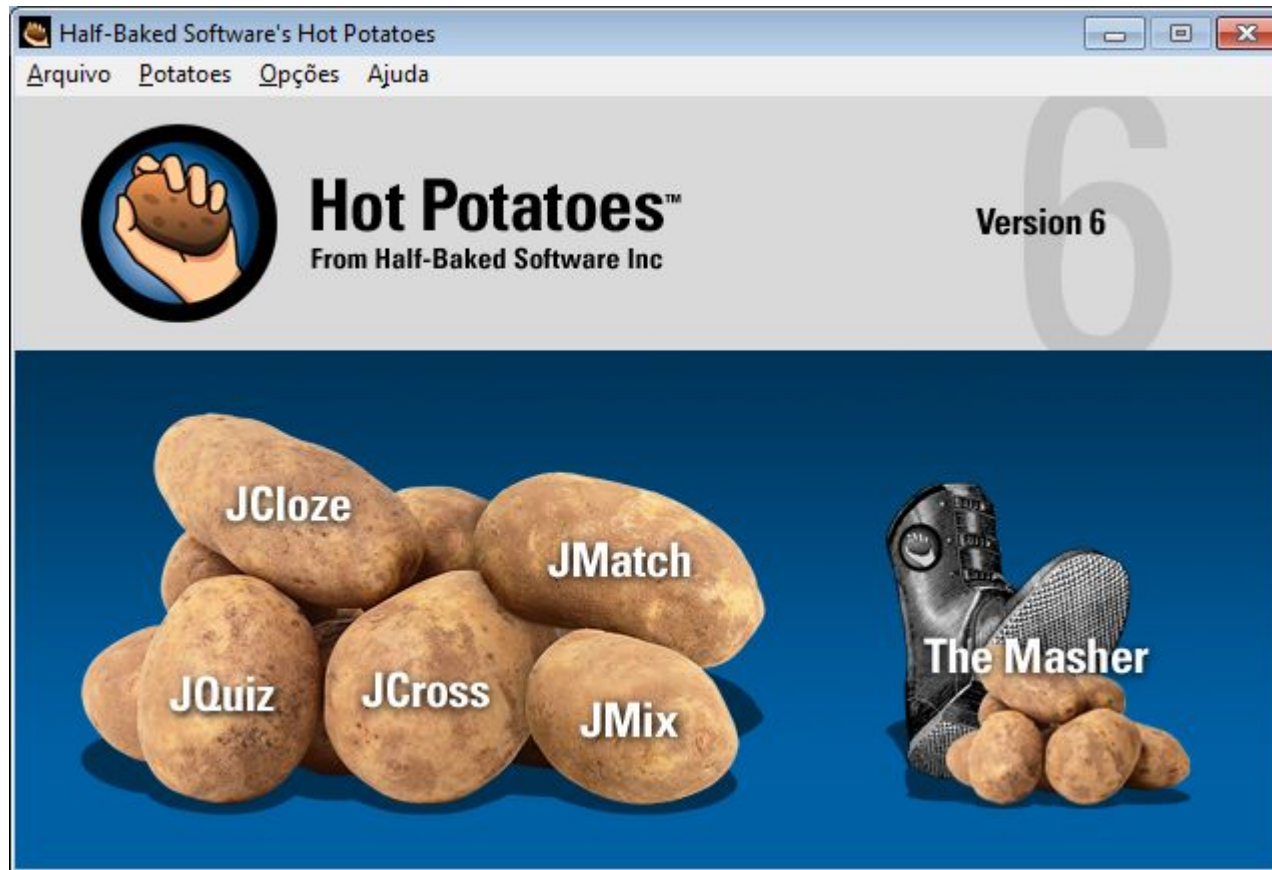 Half-Baked Software's Hot Potatoes
Arquivo Potatoes Opções Ajuda
6
Hot Potatoes™
From Half-Baked Software Inc
Version 6
JCloze
JMatch
JQuiz
JCross
JMix
The Masher